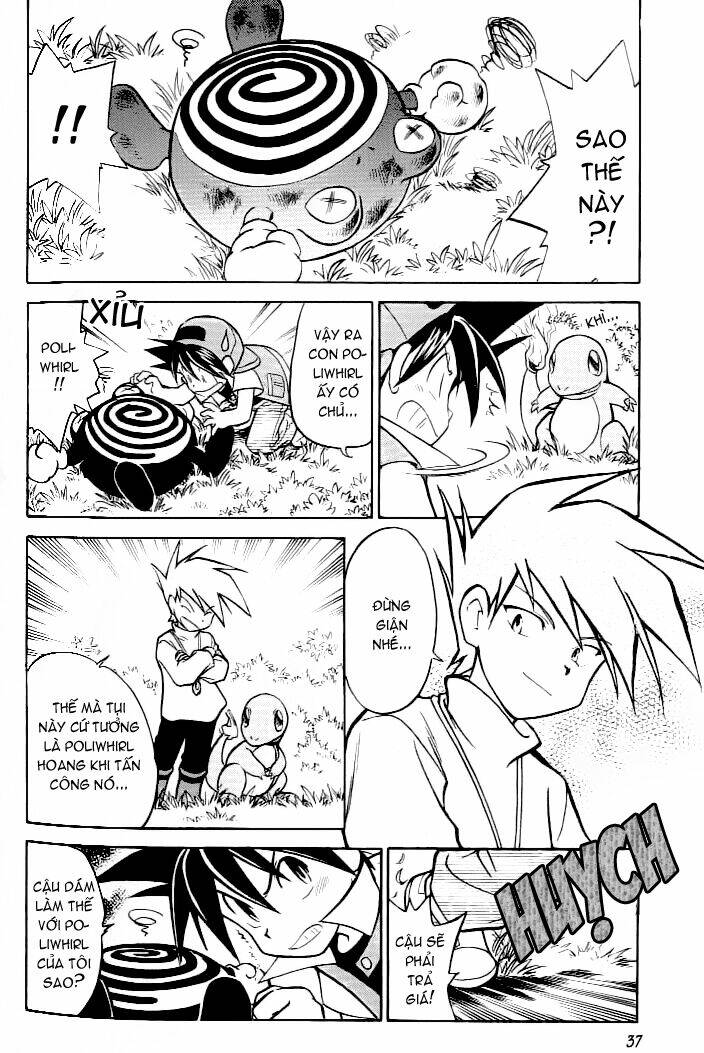 SAO
THẾ
NÀY
?!
!!
KHÌ...
VẬY RA
CON PO-
LIWHIRL
ẤY CÓ
CHỦ...
XỈU
POLI-
WHIRL
!!
ĐỪNG
GIẬN
NHÉ...
THẾ MÀ TỤI
NÀY CỨ TƯỞNG
LÀ POLIWHIRL
HOANG KHI TẤN
CÔNG NÓ...
HUỴCH
CẬU SẼ
PHẢI
TRẢ
GIÁ!
CẬU DÁM
LÀM THẾ
VỚI PO-
LIWHIRL
CỦA TÔI
SAO?
37